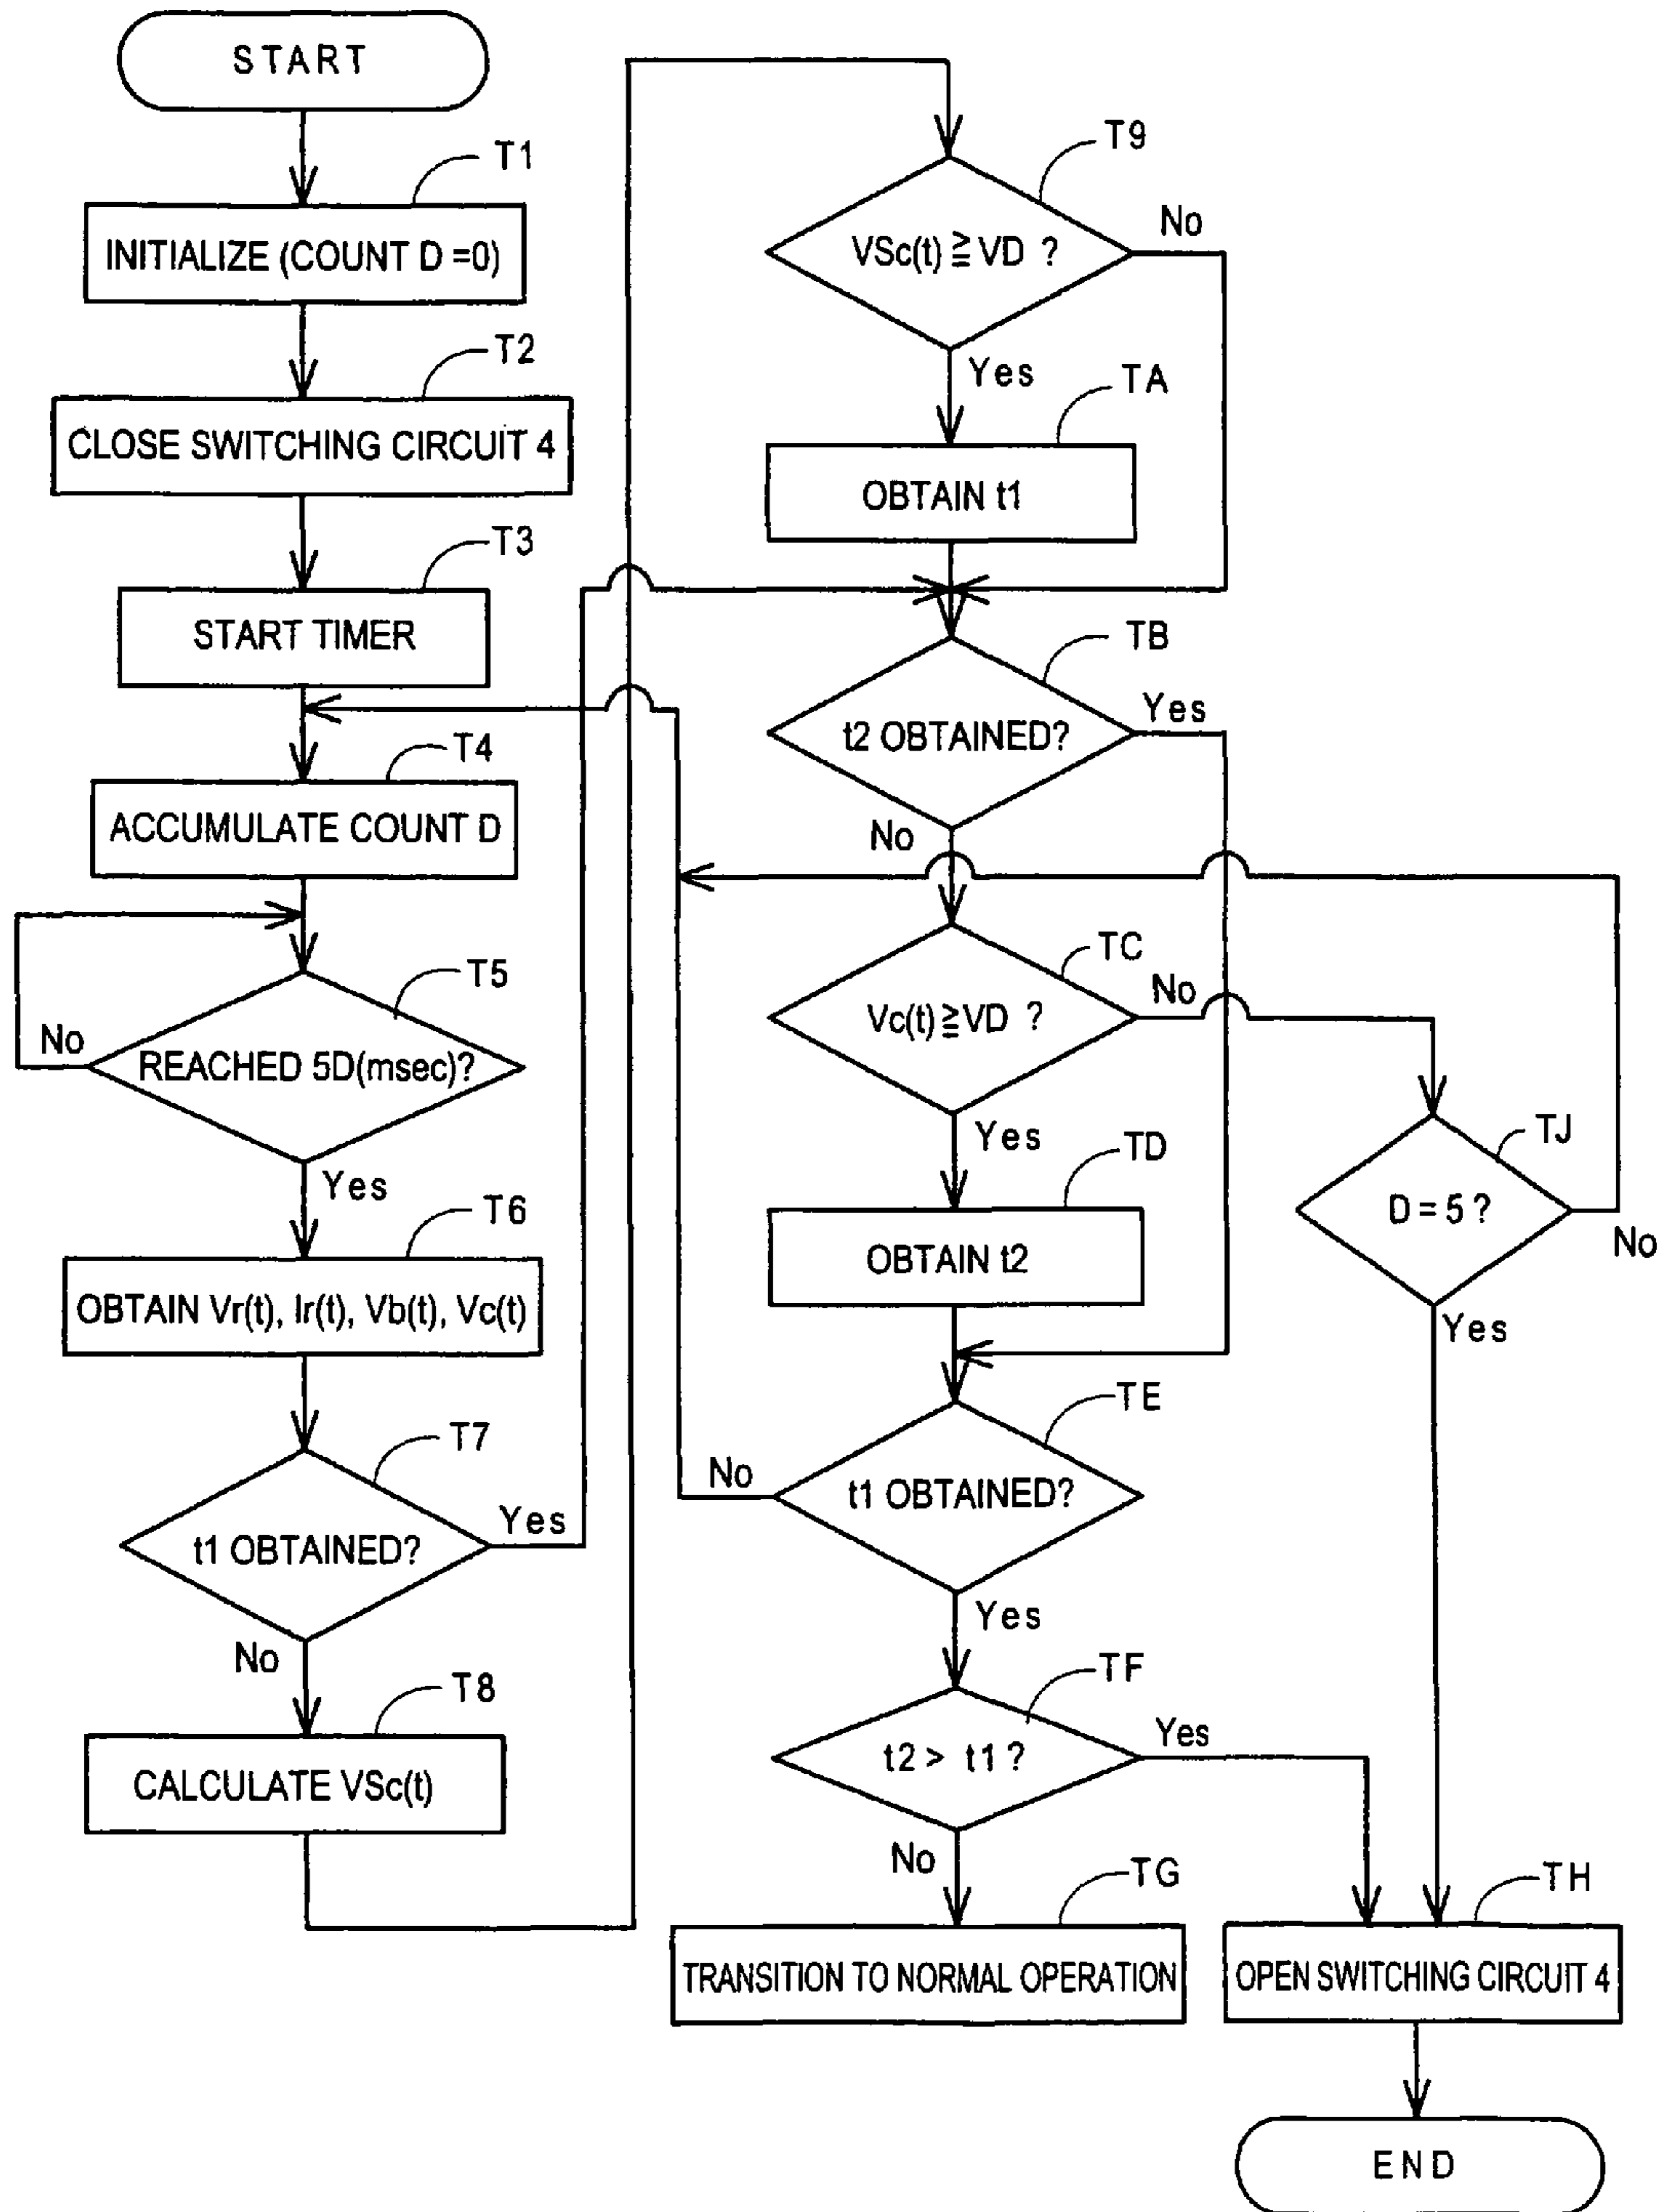 START
T1
INITIALIZE (COUNT D =0)
T2
CLOSE SWITCHING CIRCUIT 4
T3
START TIMER
T4
ACCUMULATE COUNT D
T5
REACHED 5D(msec)?
No
Yes
T6
OBTAIN Vr(t), Ir(t), Vb(t), Vc(t)
T7
t1 OBTAINED?
Yes
No
T8
CALCULATE VSc(t)
T9
VSc(t) ≧ VD ?
No
Yes
TA
OBTAIN t1
TB
t2 OBTAINED?
Yes
No
TC
Vc(t)≧VD ?
No
Yes
TD
OBTAIN t2
TJ
D = 5 ?
No
Yes
TE
t1 OBTAINED?
No
Yes
TF
t2 > t1 ?
Yes
No
TG
TRANSITION TO NORMAL OPERATION
TH
OPEN SWITCHING CIRCUIT 4
END